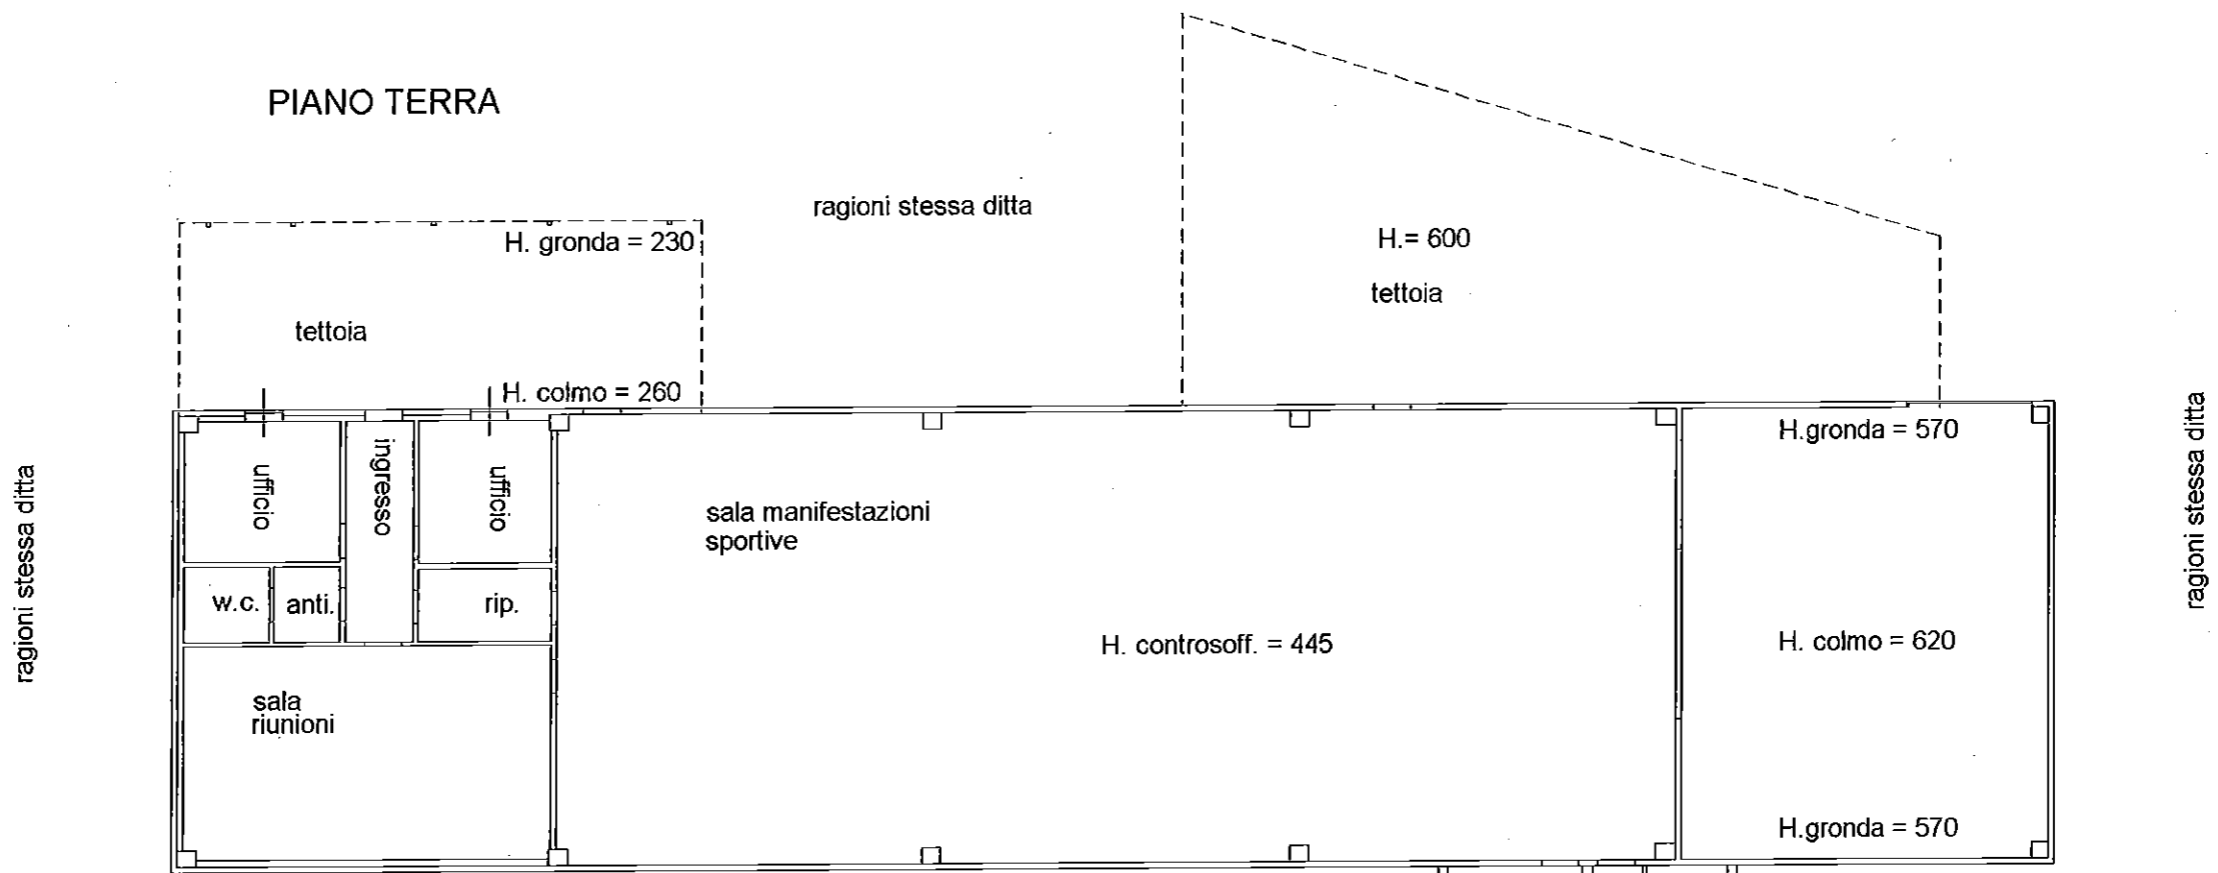 PIANO TERRA
ragioni stessa ditta
H. gronda = 230
H.= 600
tettoia
tettoia
H. colmo = 260
H.gronda = 570
ragioni stessa ditta
ragioni stessa ditta
ufficio
ingresso
ufficio
sala manifestazioni
sportive
w.c.
anti.
rip.
H. controsoff. = 445
H. colmo = 620
sala
riunioni
H.gronda = 570